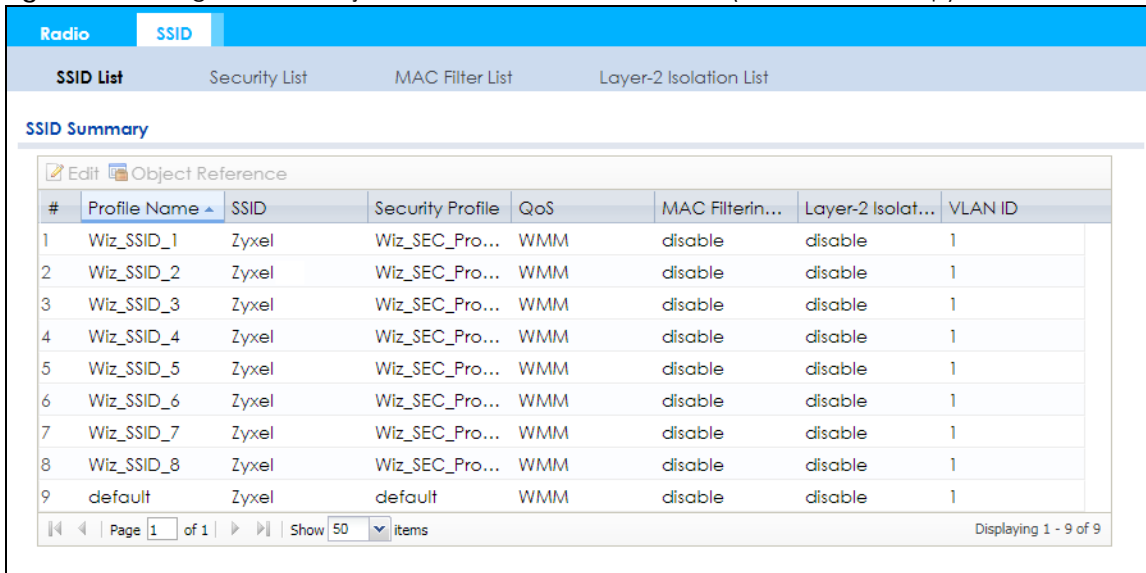 Radio SSID
SSID List Security List MAC Filter List Layer-2 Isolation List
SSID Summary
Edit Object Reference
# Profile Name SSID Security Profile QoS MAC Filterin... Layer-2 Isolat... VLAN ID
1 Wiz_SSID_1 Zyxel Wiz_SEC_Pro... WMM disable disable 1
2 Wiz_SSID_2 Zyxel Wiz_SEC_Pro... WMM disable disable 1
3 Wiz_SSID_3 Zyxel Wiz_SEC_Pro... WMM disable disable 1
4 Wiz_SSID_4 Zyxel Wiz_SEC_Pro... WMM disable disable 1
5 Wiz_SSID_5 Zyxel Wiz_SEC_Pro... WMM disable disable 1
6 Wiz_SSID_6 Zyxel Wiz_SEC_Pro... WMM disable disable 1
7 Wiz_SSID_7 Zyxel Wiz_SEC_Pro... WMM disable disable 1
8 Wiz_SSID_8 Zyxel Wiz_SEC_Pro... WMM disable disable 1
9 default Zyxel default WMM disable disable 1
Page 1 of 1 Show 50 items Displaying 1 - 9 of 9